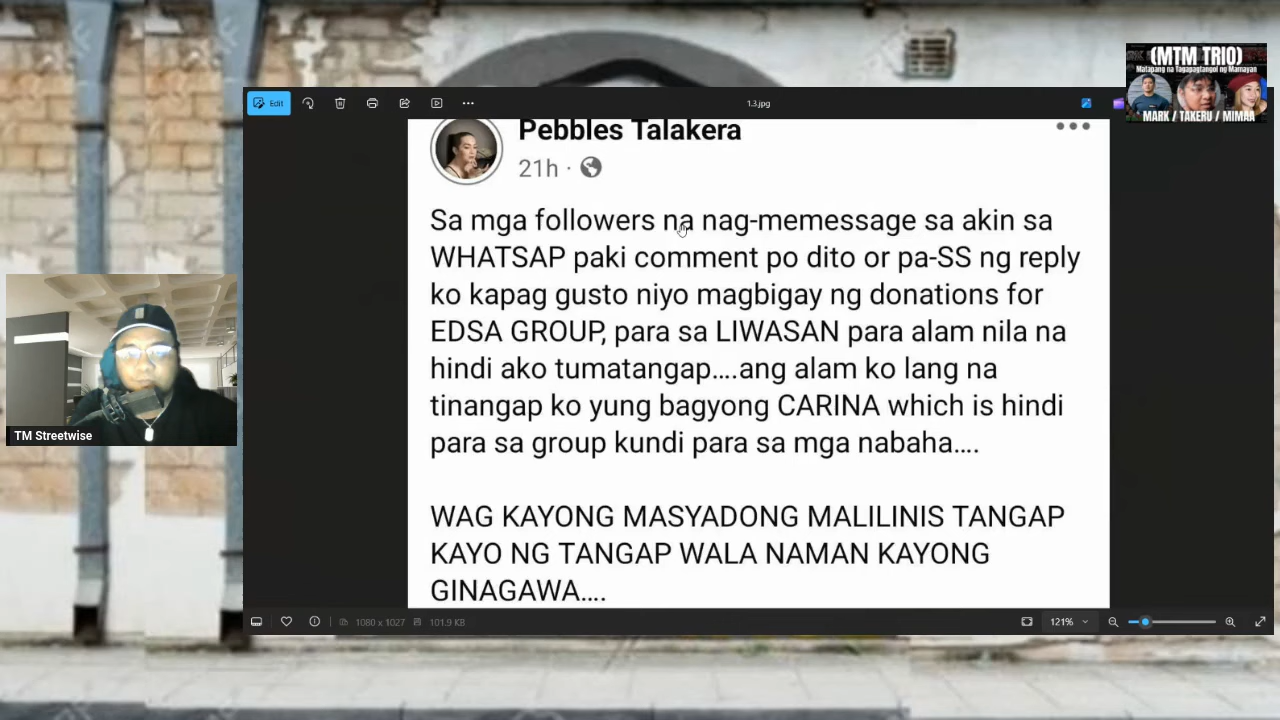 (MTM TRIO)
Matapang na Tagapagtangol ng Mamayan
MARK / TAKERU / MIMAA
Edit
1.3.jpg
Pebbles Talakera
21h ·
Sa mga followers na nag-memessage sa akin sa
WHATSAP paki comment po dito or pa-SS ng reply
ko kapag gusto niyo magbigay ng donations for
EDSA GROUP, para sa LIWASAN para alam nila na
hindi ako tumatangap....ang alam ko lang na
tinangap ko yung bagyong CARINA which is hindi
para sa group kundi para sa mga nabaha....
WAG KAYONG MASYADONG MALILINIS TANGAP
KAYO NG TANGAP WALA NAMAN KAYONG
GINAGAWA....
TM Streetwise
1080 x 1027
101.9 KB
121%